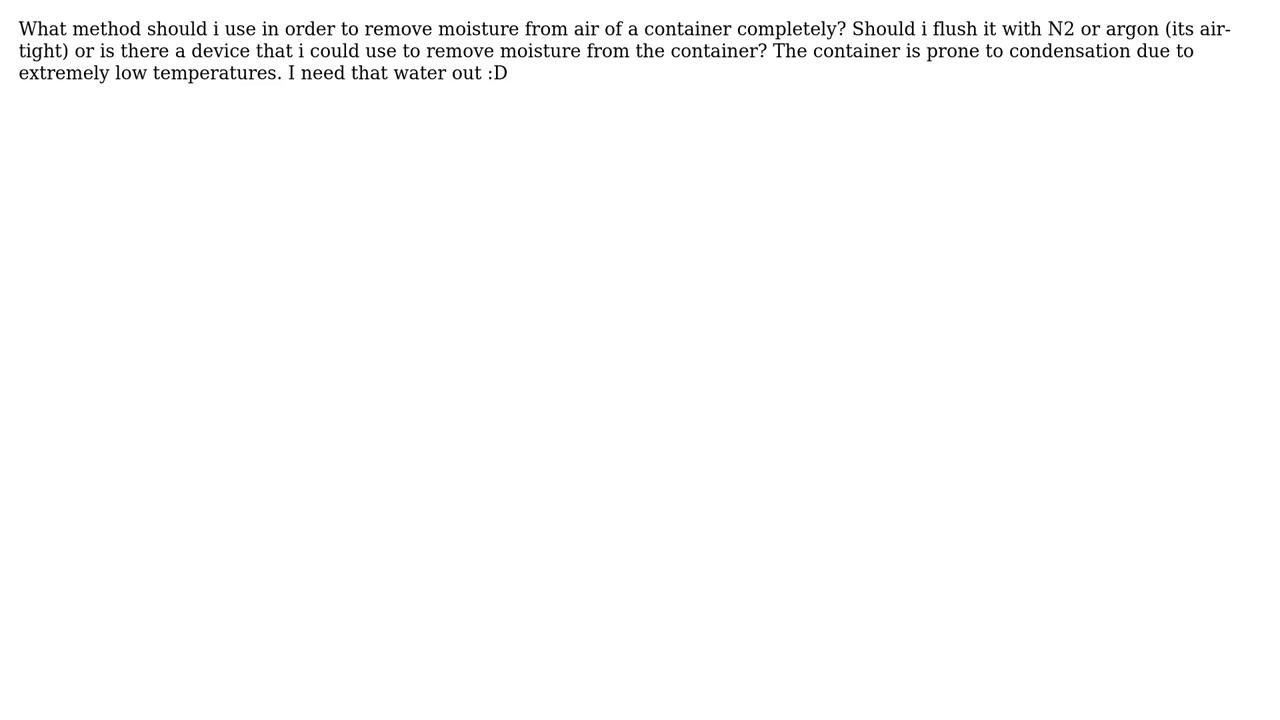 What method should i use in order to remove moisture from air of a container completely? Should i flush it with N2 or argon (its air-
tight) or is there a device that i could use to remove moisture from the container? The container is prone to condensation due to
extremely low temperatures. I need that water out :D